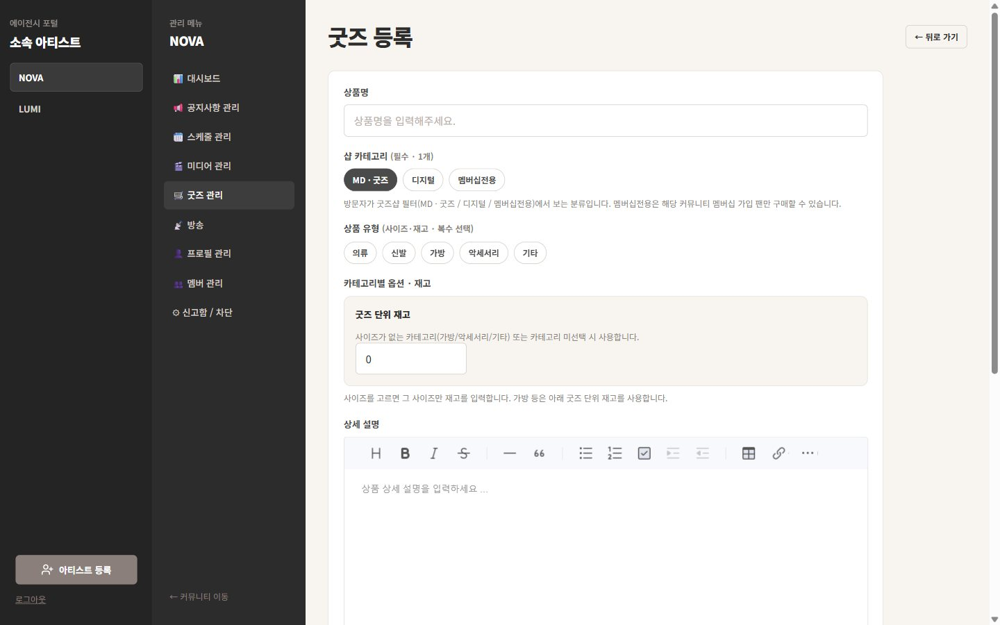 에이전시 포털
소속 아티스트
NOVA
LUMI
아티스트 등록
로그아웃
관리 메뉴
NOVA
대시보드
공지사항 관리
스케줄 관리
미디어 관리
굿즈 관리
방송
프로필 관리
멤버 관리
신고함 / 차단
← 커뮤니티 이동
굿즈 등록
← 뒤로 가기
상품명
상품명을 입력해주세요.
샵 카테고리 (필수 · 1개)
MD · 굿즈 디지털 멤버십전용
방문자가 굿즈샵 필터(MD · 굿즈 / 디지털 / 멤버십전용)에서 보는 분류입니다. 멤버십전용은 해당 커뮤니티 멤버십 가입 팬만 구매할 수 있습니다.
상품 유형 (사이즈·재고 · 복수 선택)
의류 신발 가방 악세서리 기타
카테고리별 옵션 · 재고
굿즈 단위 재고
사이즈가 없는 카테고리(가방/악세서리/기타) 또는 카테고리 미선택 시 사용합니다.
0
사이즈를 고르면 그 사이즈만 재고를 입력합니다. 가방 등은 아래 굿즈 단위 재고를 사용합니다.
상세 설명
상품 상세 설명을 입력하세요 ...